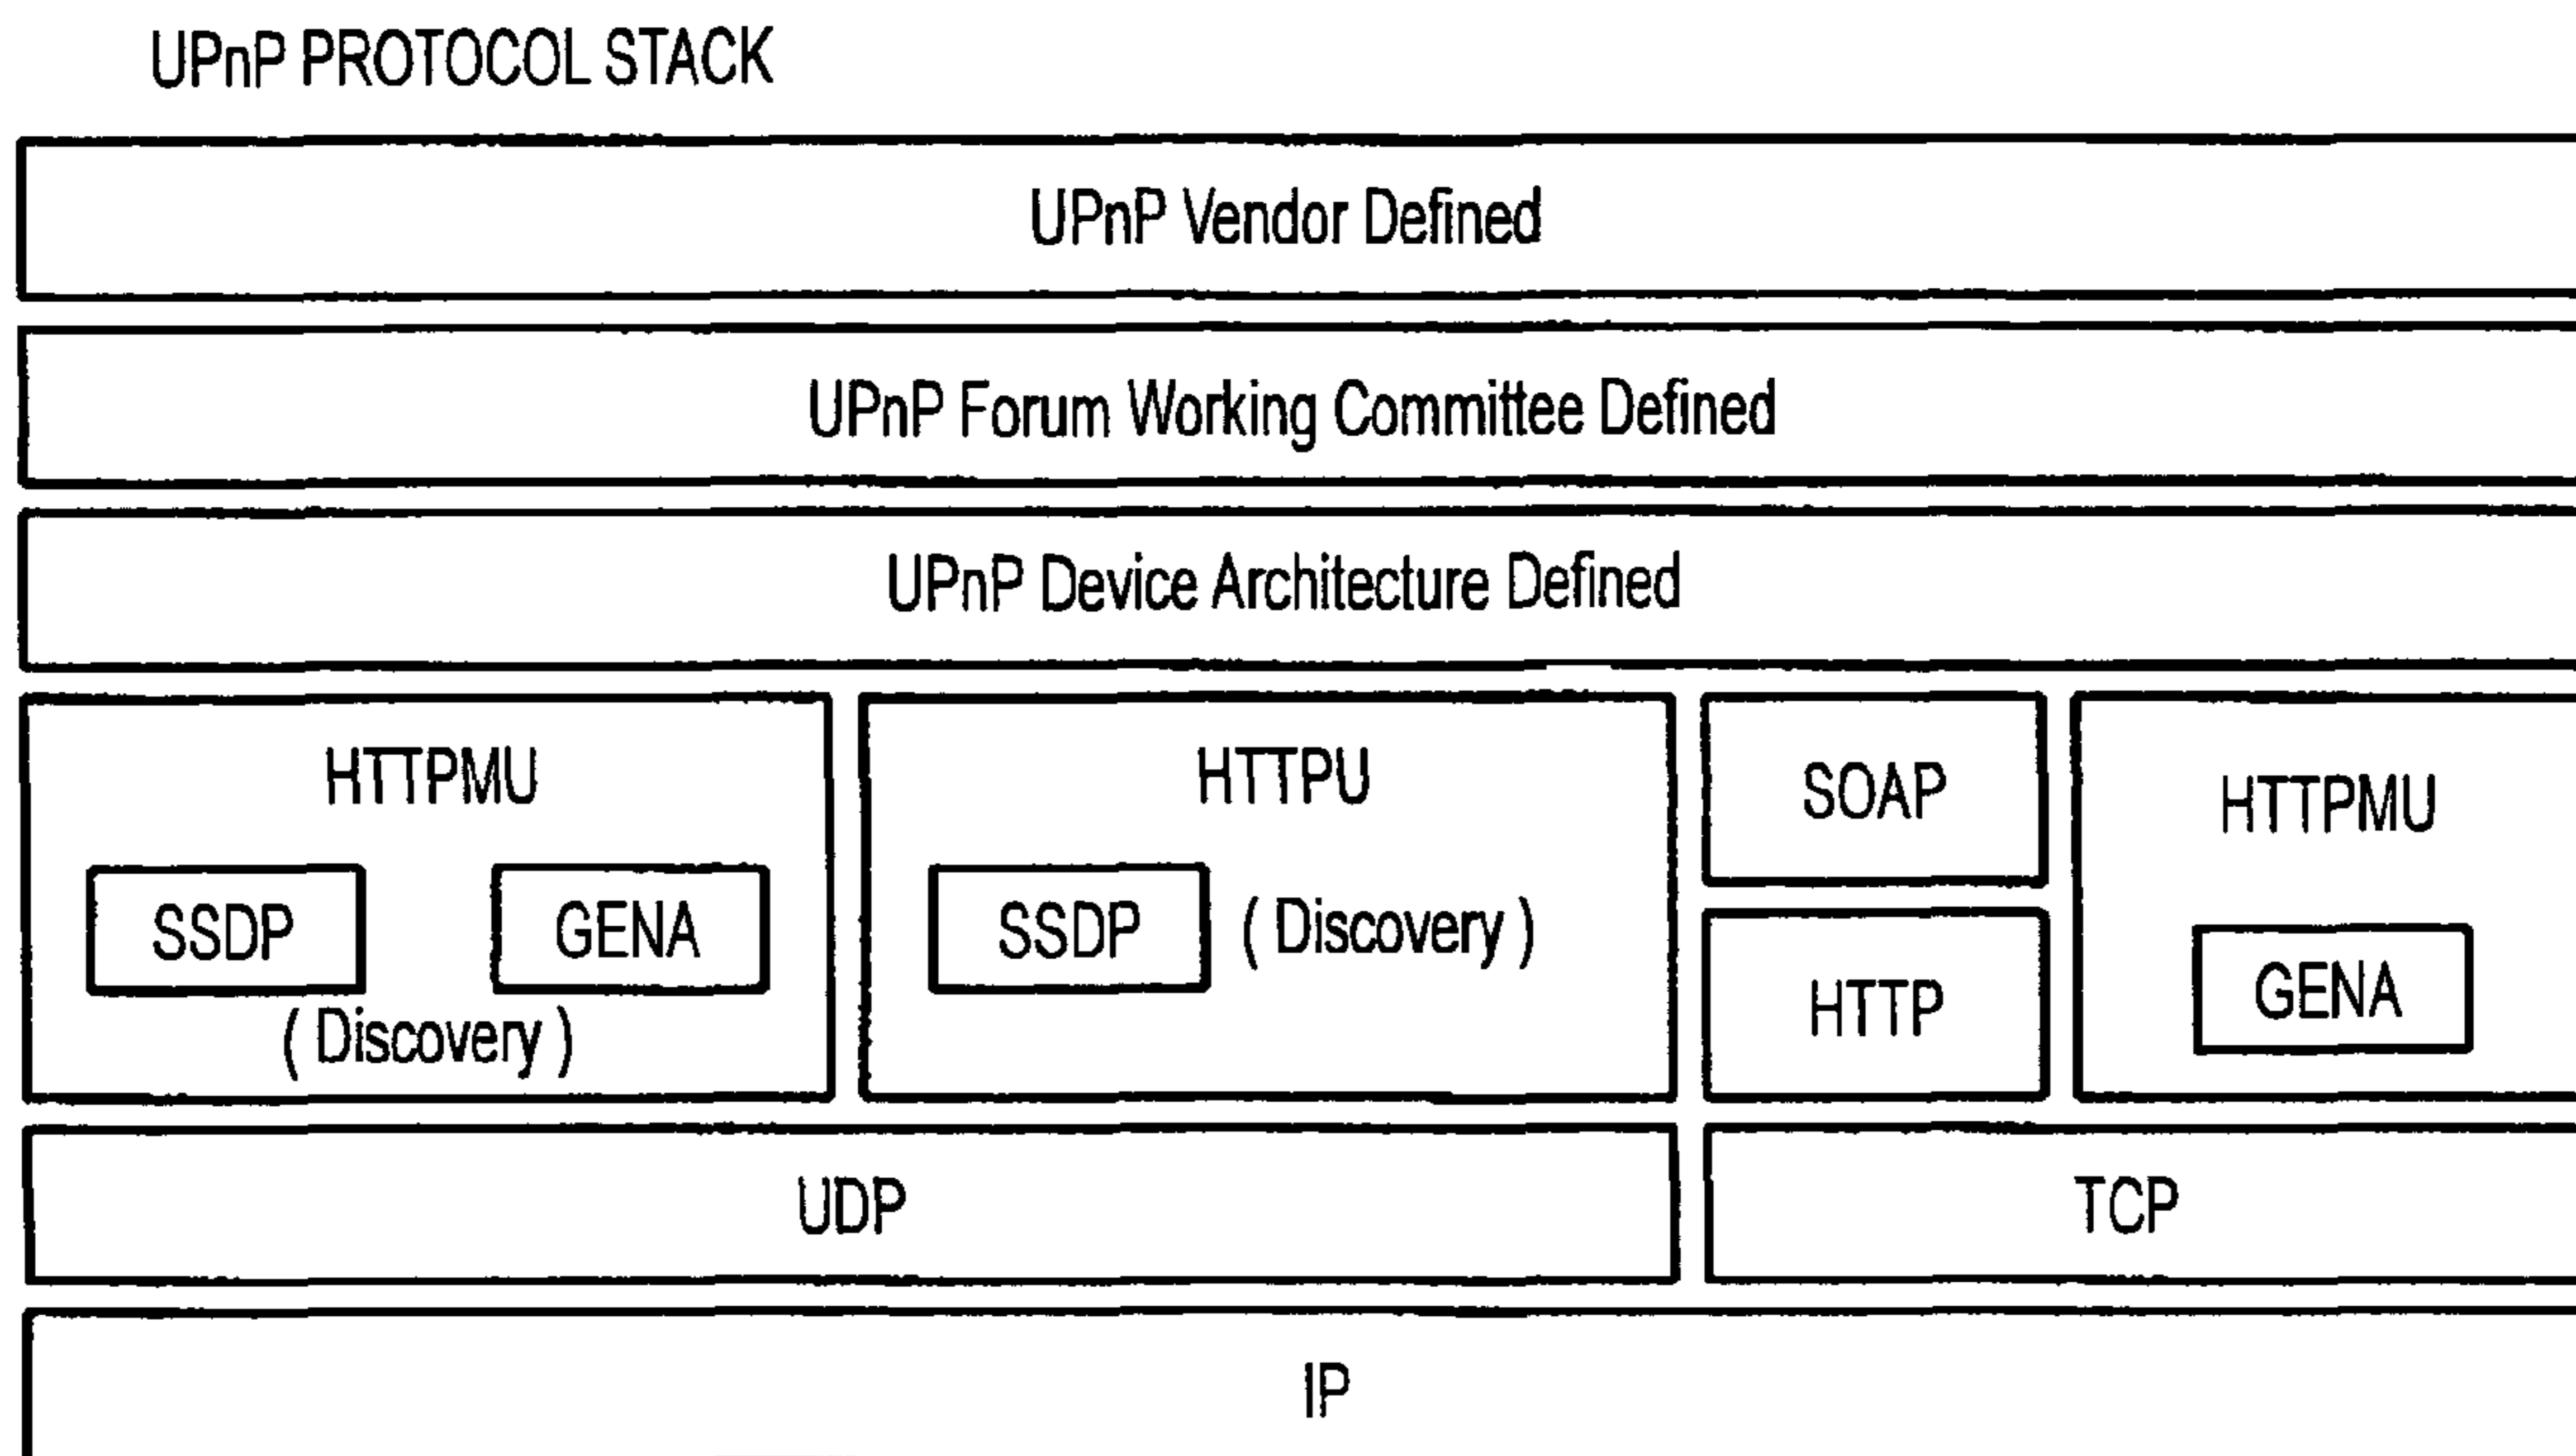 UPnP PROTOCOL STACK
UPnP Vendor Defined
UPnP Forum Working Committee Defined
UPnP Device Architecture Defined
HTTPMU
SSDP
GENA
( Discovery )
HTTPU
SSDP
( Discovery )
SOAP
HTTP
HTTPMU
GENA
UDP
TCP
IP